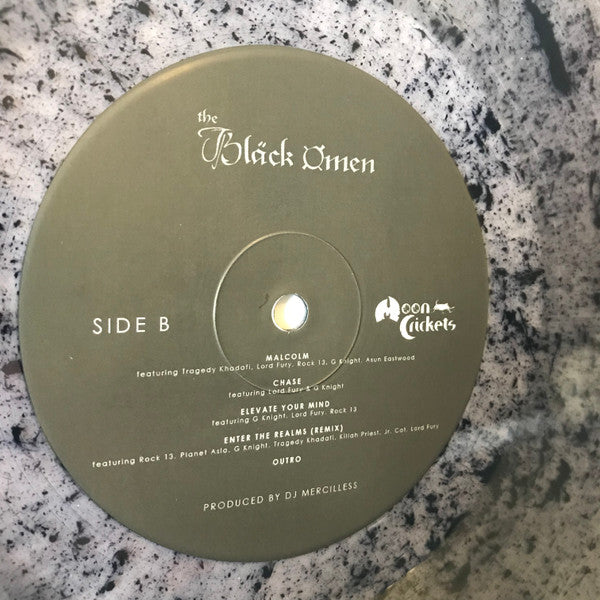 the
Bläck Ømen
SIDE B
Moon
Crickets
MALCOLM
featuring Tragedy Khadafi, Lord Fury, Rock 13, G Knight, Asun Eastwood
CHASE
featuring Lord Fury & G Knight
ELEVATE YOUR MIND
featuring G Knight, Lord Fury, Rock 13
ENTER THE REALMS (REMIX)
featuring Rock 13, Planet Asia, G Knight, Tragedy Khadafi, Killah Priest, Jr. Cat, Lord Fury
OUTRO
PRODUCED BY DJ MERCILLESS